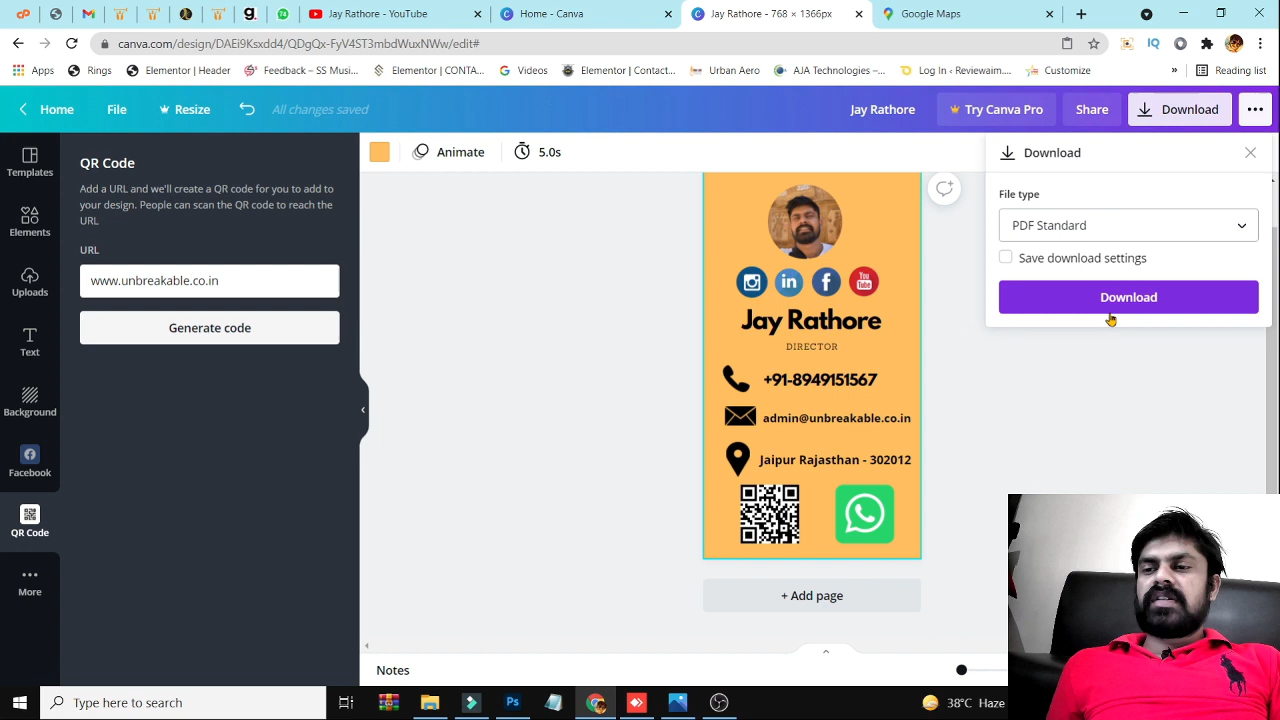 Jay Rathore - YouTube
Home - Canva
Jay Rathore - 768 × 1366px
Google Maps
canva.com/design/DAEi9Ksxdd4/QDgQx-FyV4ST3mbdWuxNWw/edit#
Apps
Rings
Elementor | Header
Feedback – SS Musi...
Elementor | CONTA...
Videos
Elementor | Contact...
Urban Aero
AJA Technologies –...
Log In ‹ Reviewaim....
Customize
»
Reading list
Home
File
Resize
All changes saved
Jay Rathore
Try Canva Pro
Share
Download
Templates
Elements
Uploads
Text
Background
Facebook
QR Code
More
QR Code
Add a URL and we'll create a QR code for you to add
to your design. People can scan the QR code to reach the
URL
URL
www.unbreakable.co.in
Generate code
Animate
5.0s
You
Tube
Jay Rathore
DIRECTOR
+91-8949151567
admin@unbreakable.co.in
Jaipur Rajasthan - 302012
+ Add page
Notes
Download
File type
PDF Standard
Save download settings
Download
Type here to search
Ps
38°C Haze